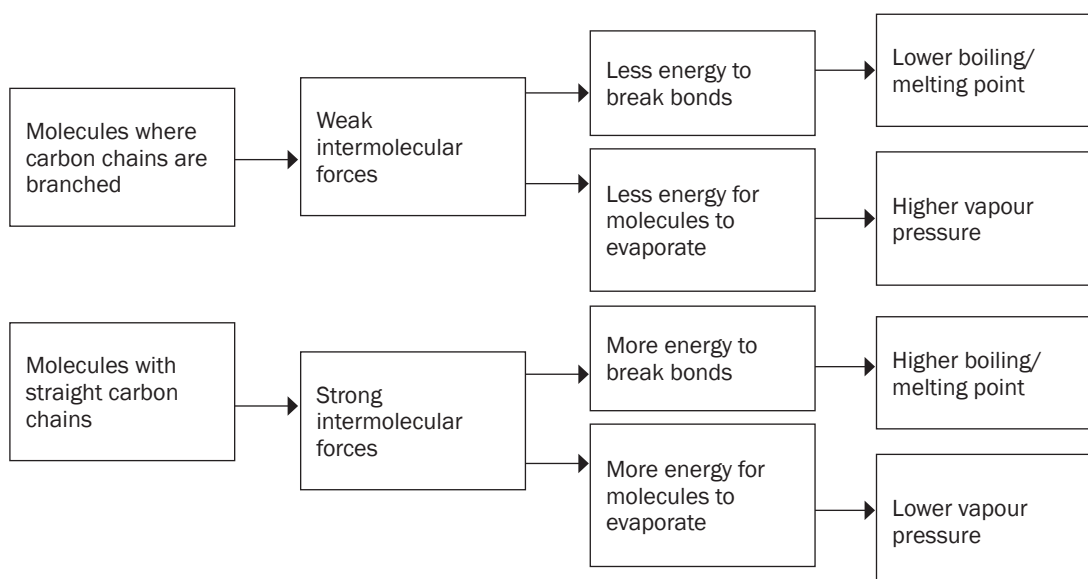 Molecules where
carbon chains are
branched
Weak
intermolecular
forces
Less energy to
break bonds
Lower boiling/
melting point
Less energy for
molecules to
evaporate
Higher vapour
pressure
Molecules with
straight carbon
chains
Strong
intermolecular
forces
More energy to
break bonds
Higher boiling/
melting point
More energy for
molecules to
evaporate
Lower vapour
pressure